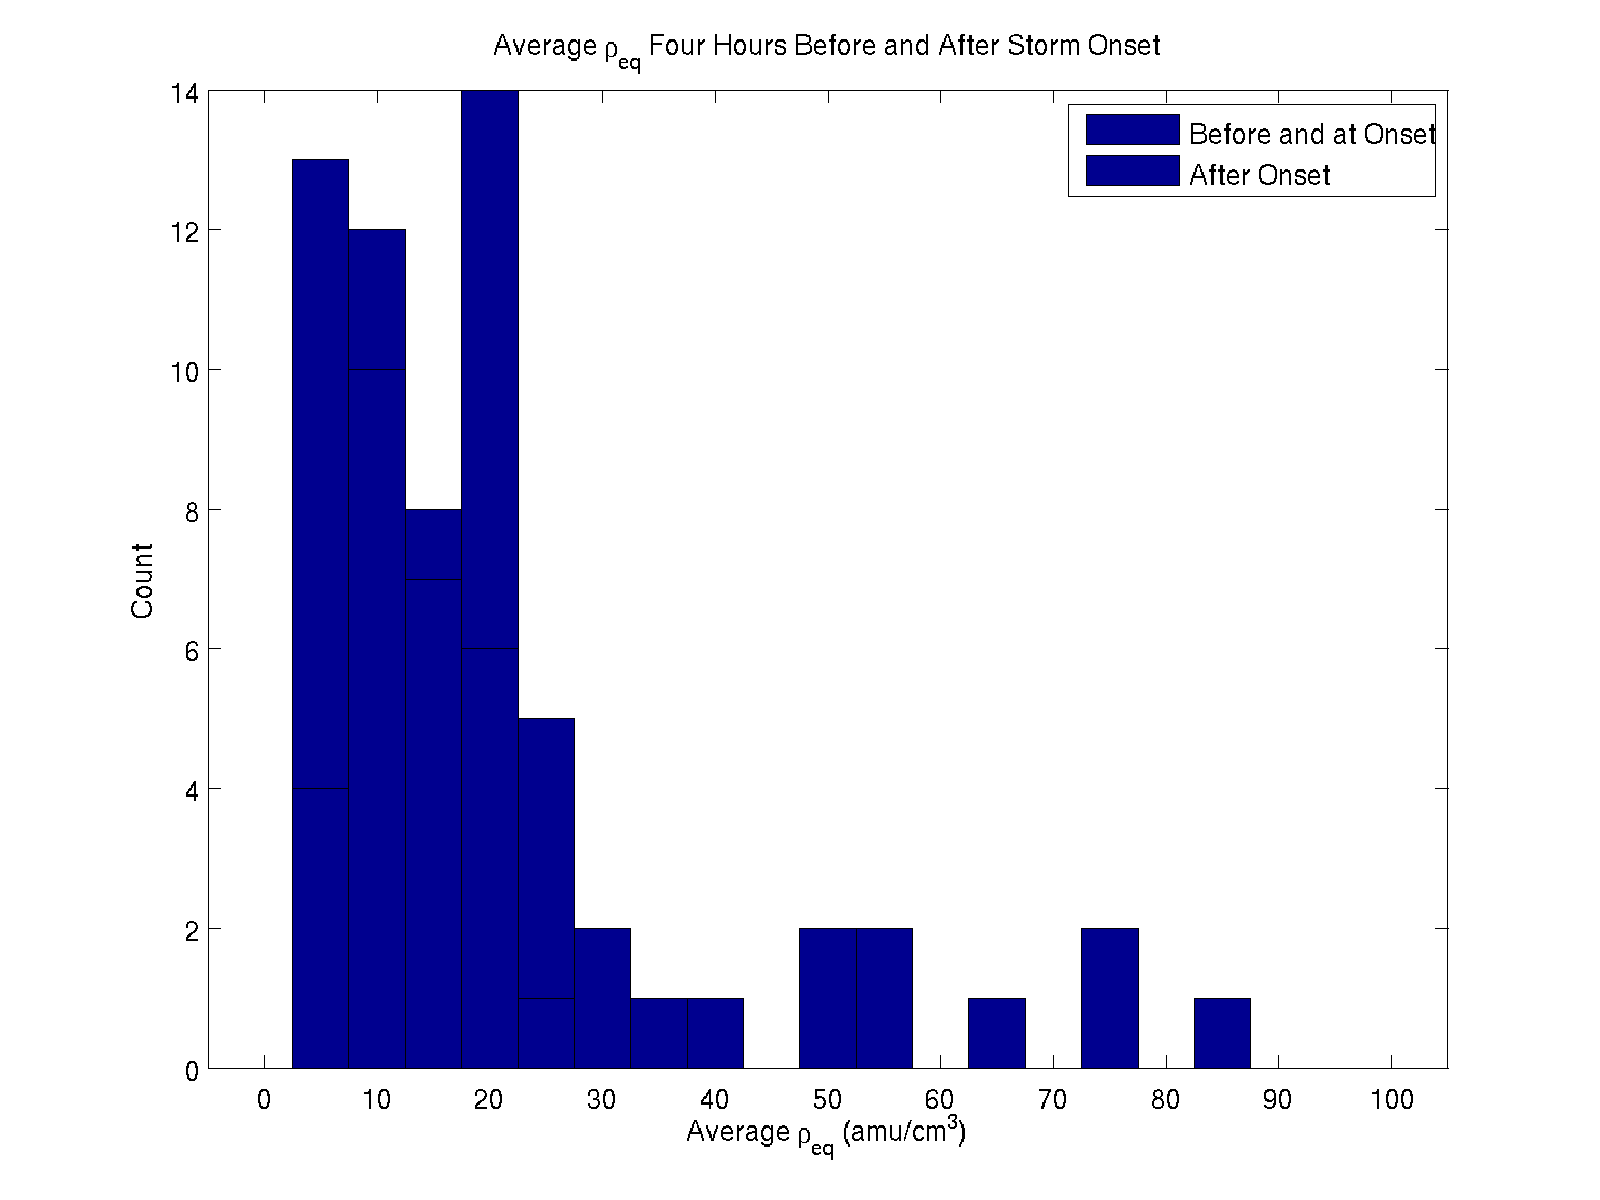 Average ρeq Four Hours Before and After Storm Onset
Before and at Onset
After Onset
14
12
10
8
6
4
2
0
Count
0 10 20 30 40 50 60 70 80 90 100
Average ρeq (amu/cm³)